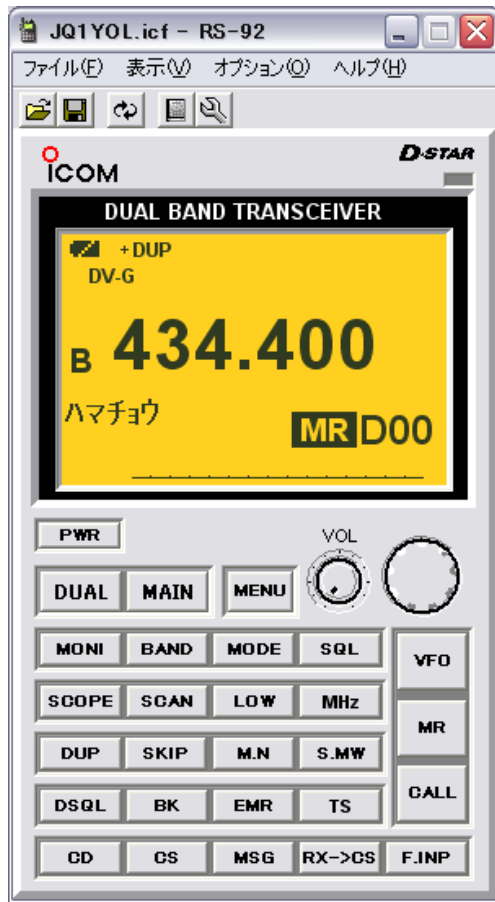 JQ1YOL.icf - RS-92
ファイル(F) 表示(V) オプション(O) ヘルプ(H)
ICOM D-STAR
DUAL BAND TRANSCEIVER
+DUP
DV-G
B 434.400
ハマチョウ MR D00
PWR VOL
DUAL MAIN MENU
MONI BAND MODE SQL VFO
SCOPE SCAN LOW MHz
MR
DUP SKIP M.N S.MW
CALL
DSQL BK EMR TS
CD CS MSG RX->CS F.INP